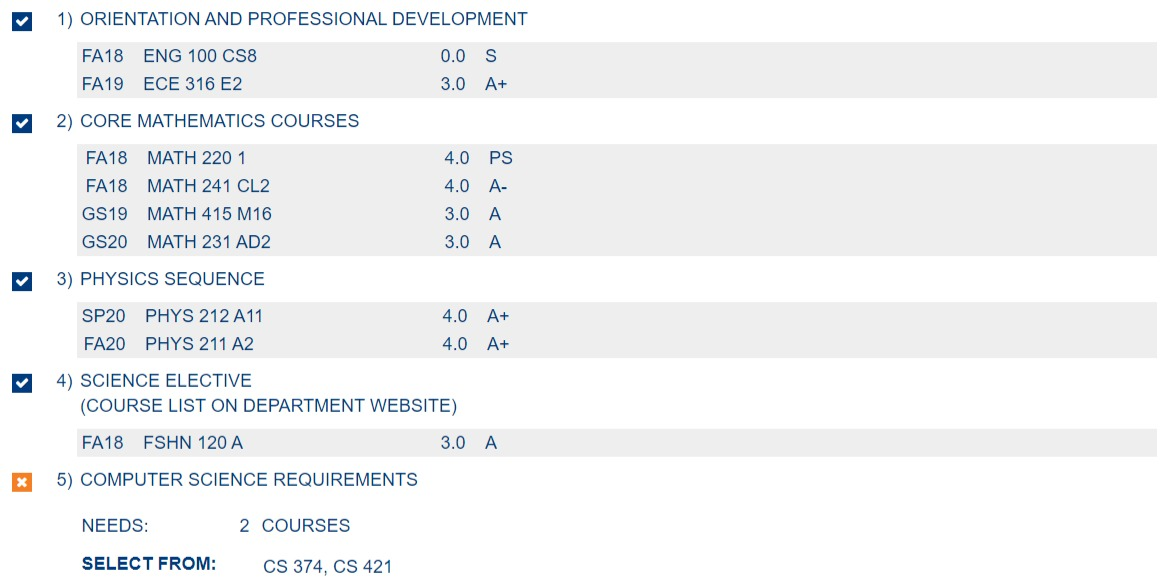 1) ORIENTATION AND PROFESSIONAL DEVELOPMENT
FA18 ENG 100 CS8 0.0 S
FA19 ECE 316 E2 3.0 A+
2) CORE MATHEMATICS COURSES
FA18 MATH 220 1 4.0 PS
FA18 MATH 241 CL2 4.0 A-
GS19 MATH 415 M16 3.0 A
GS20 MATH 231 AD2 3.0 A
3) PHYSICS SEQUENCE
SP20 PHYS 212 A11 4.0 A+
FA20 PHYS 211 A2 4.0 A+
4) SCIENCE ELECTIVE
(COURSE LIST ON DEPARTMENT WEBSITE)
FA18 FSHN 120 A 3.0 A
5) COMPUTER SCIENCE REQUIREMENTS
NEEDS: 2 COURSES
SELECT FROM: CS 374, CS 421